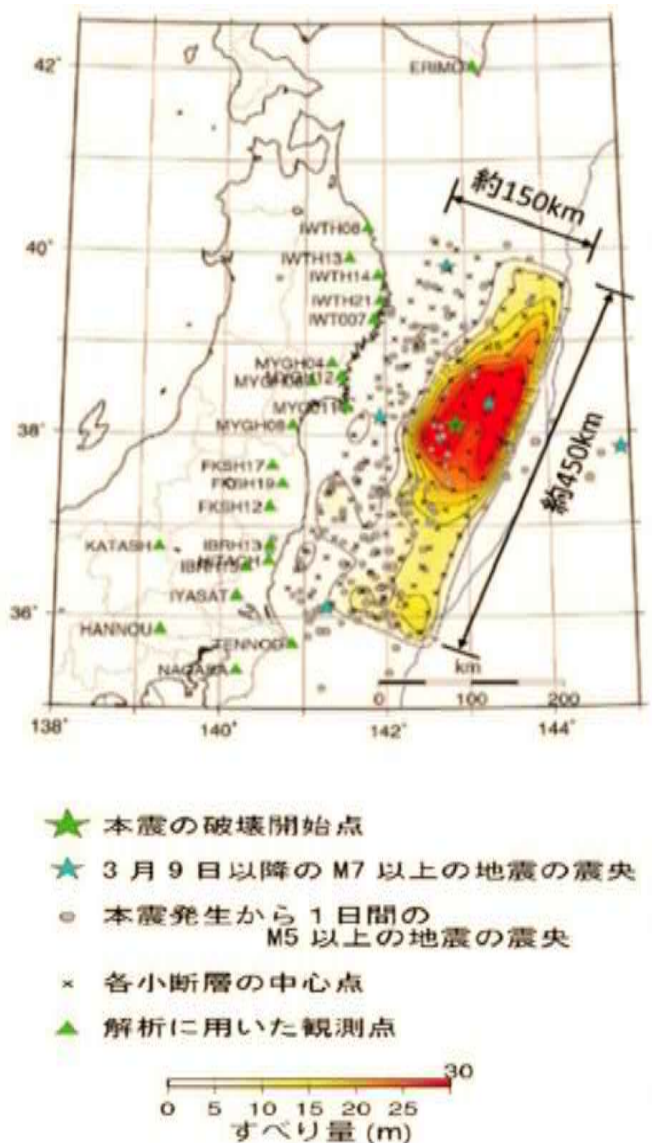 42°
ERIMO
約150km
40°
IWTH08
IWTH13
IWTH14
IWTH21
IWT007
MYGH04
MYGH12
MYG011
MYGH08
38°
約450km
FKSH17
FKSH19
FKSH12
KATASH
IBRH13
IYASAT
36°
HANNOU
TENNOD
NAGASA
km
0 100 200
138° 140° 142° 144°
本震の破壊開始点
3月9日以降のM7以上の地震の震央
本震発生から1日間の
M5以上の地震の震央
各小断層の中心点
解析に用いた観測点
30
0 5 10 15 20 25
すべり量 (m)